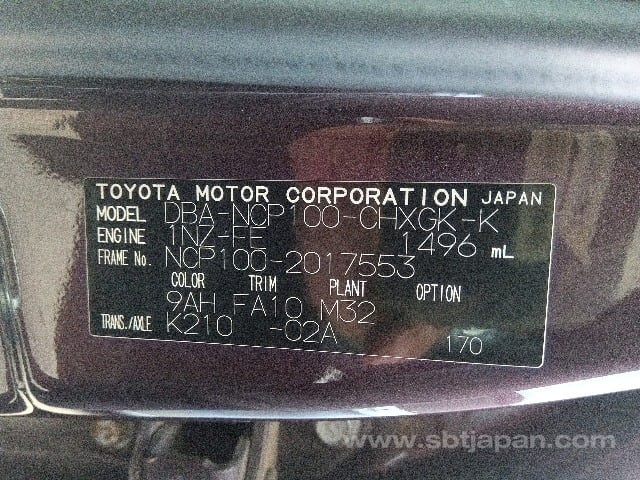 TOYOTA MOTOR CORPORATION JAPAN
MODEL DBA-NCP100-CHXGK-K
ENGINE 1NZ-FE 1496 mL
FRAME No. NCP100-2017553
COLOR TRIM PLANT OPTION
9AH FA10 M32
TRANS./AXLE K210 -02A 170
www.sbtjapan.com